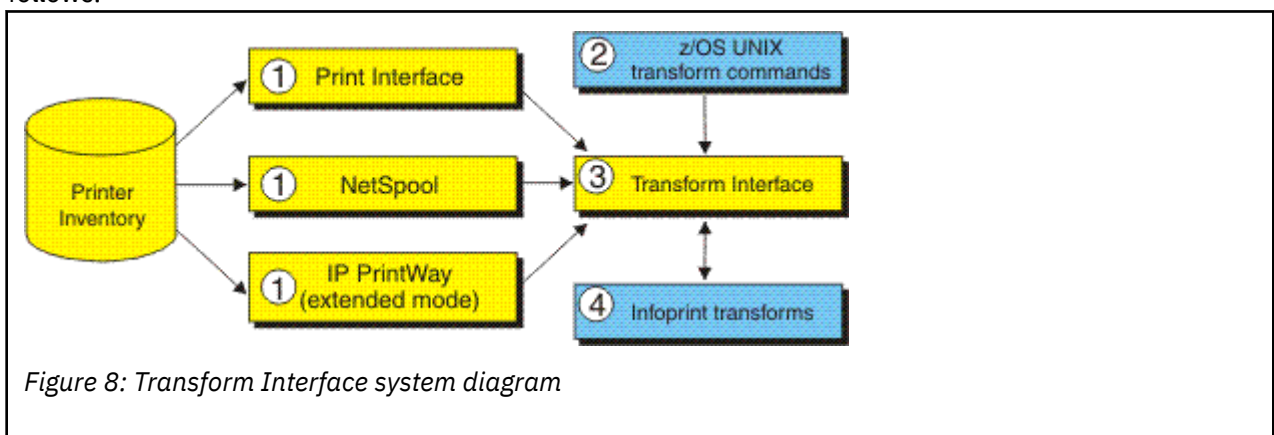 follows:
1 Print Interface
2 z/OS UNIX
transform commands
Printer
Inventory
1 NetSpool
3 Transform Interface
1 IP PrintWay
(extended mode)
4 Infoprint transforms
Figure 8: Transform Interface system diagram